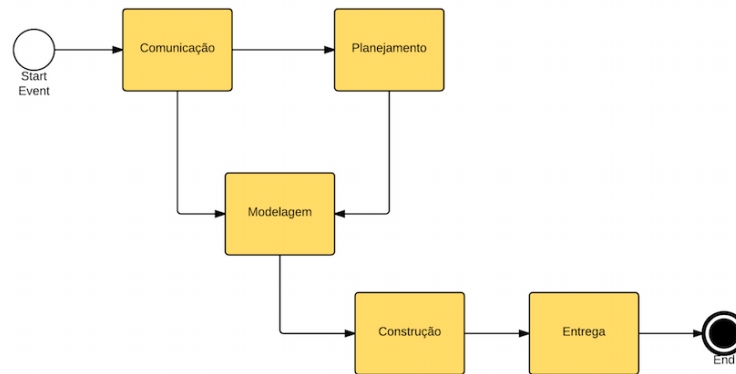 Comunicação
Planejamento
Start
Event
Modelagem
Construção
Entrega
End